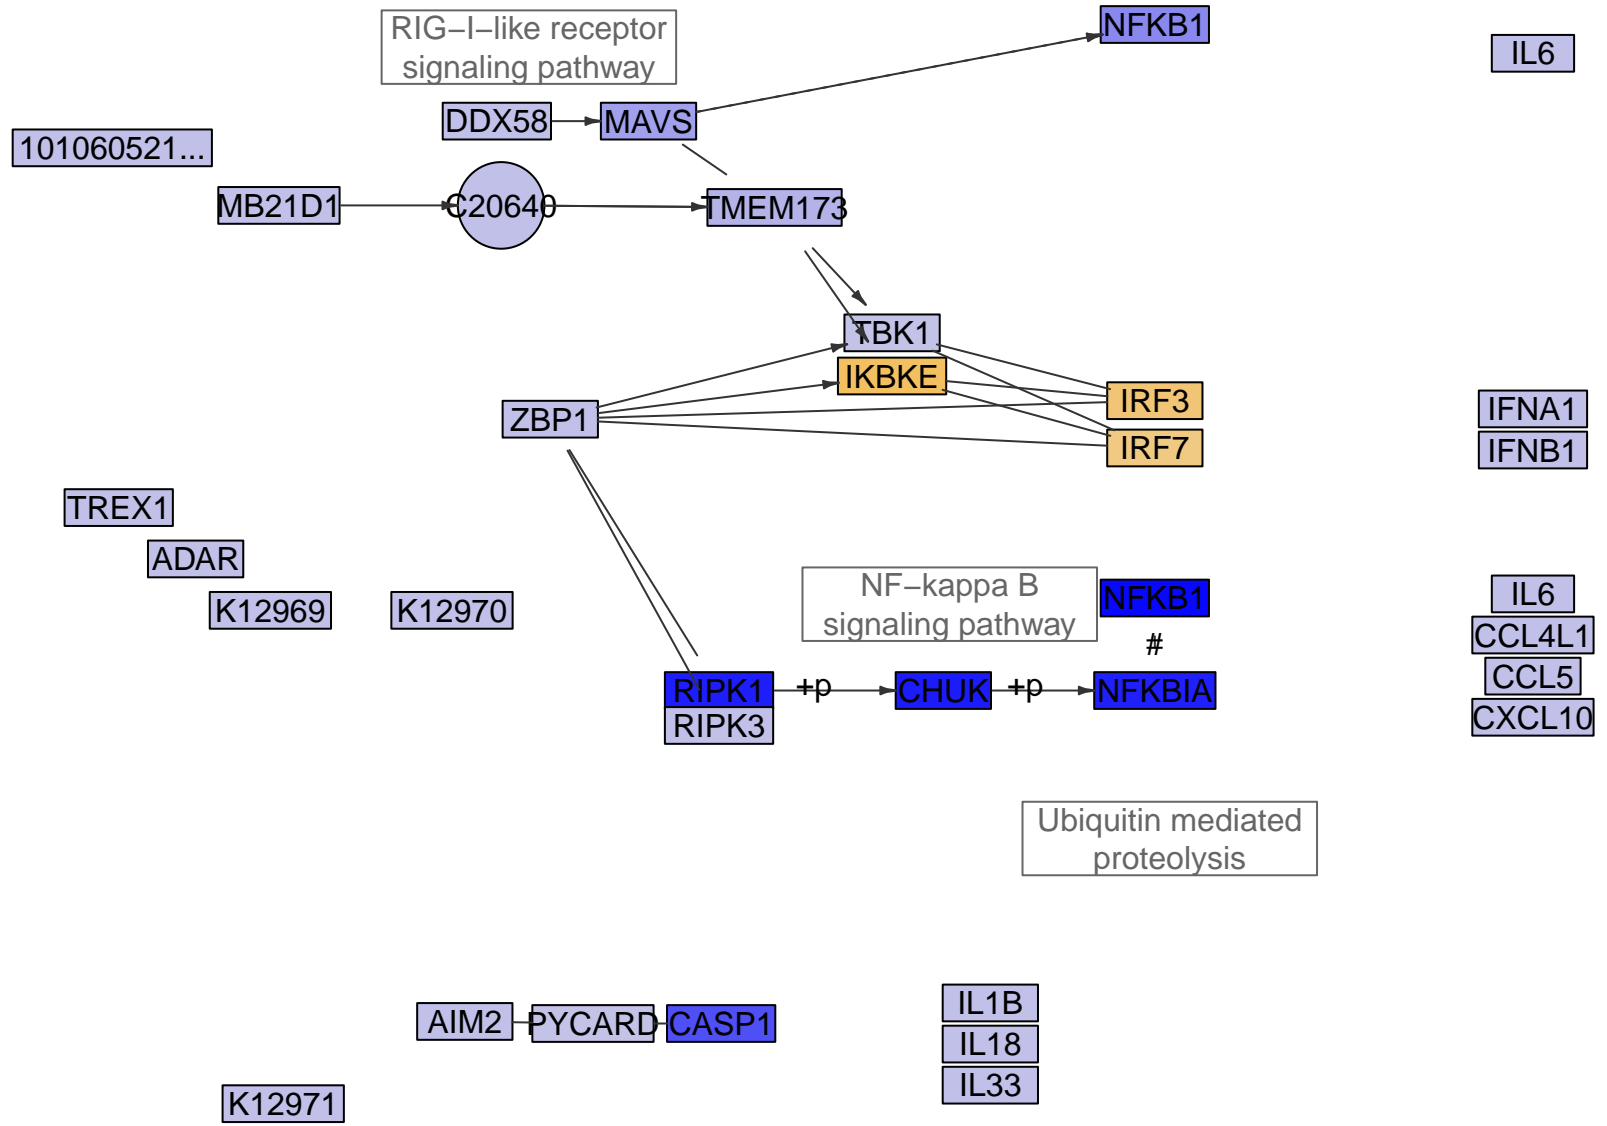 RIG−I−like receptor
signaling pathway
NFKB1
IL6
DDX58
MAVS
101060521...
MB21D1
C20640
TMEM173
TBK1
IKBKE
ZBP1
IRF3
IRF7
IFNA1
IFNB1
TREX1
ADAR
K12969
K12970
NF−kappa B
signaling pathway
NFKB1
#
IL6
CCL4L1
CCL5
CXCL10
RIPK1
+p
CHUK
+p
NFKBIA
RIPK3
Ubiquitin mediated
proteolysis
AIM2
PYCARD
CASP1
IL1B
IL18
IL33
K12971